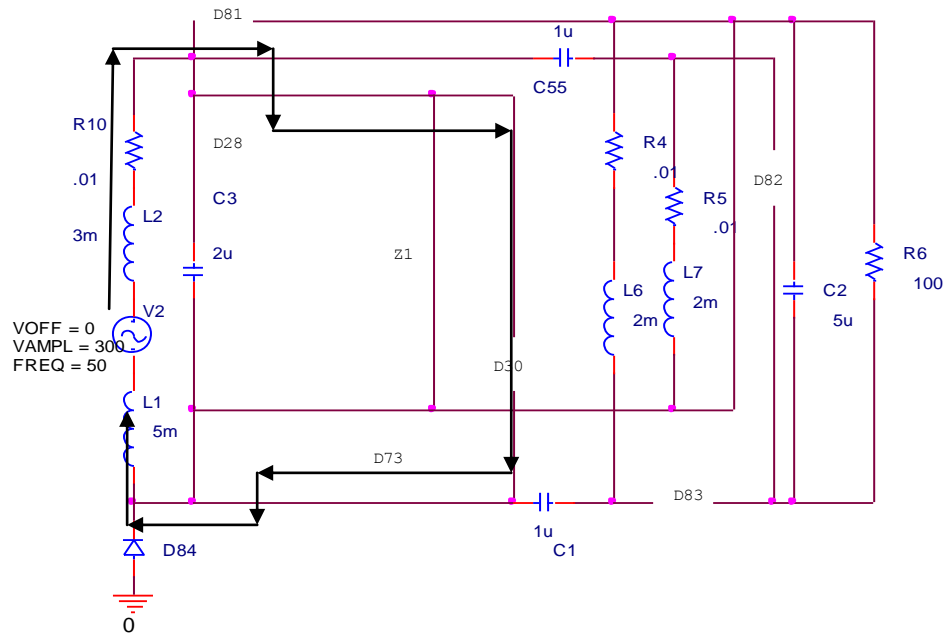 D81
1u
C55
R10
.01
D28
R4
.01
D82
C3
R5
.01
L2
3m
2u
Z1
R6
100
L6
2m
L7
2m
C2
5u
V2
VOFF = 0
VAMPL = 300
FREQ = 50
D30
L1
5m
D73
D83
1u
C1
D84
0